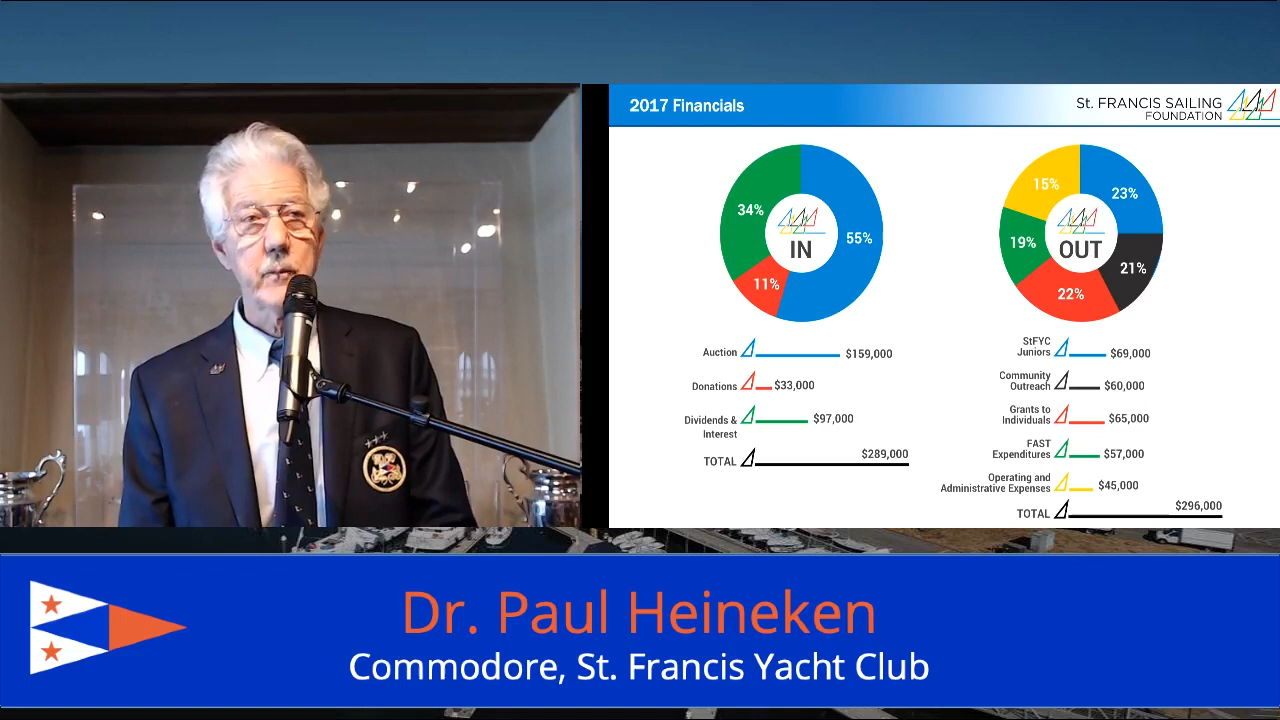 2017 Financials
St. FRANCIS SAILING
FOUNDATION
34%
55%
11%
IN
15%
23%
19%
21%
22%
OUT
Auction $159,000
Donations $33,000
Dividends & $97,000
Interest
TOTAL $289,000
StFYC
Juniors $69,000
Community
Outreach $60,000
Grants to
Individuals $65,000
FAST
Expenditures $57,000
Operating and
Administrative Expenses $45,000
TOTAL $296,000
Dr. Paul Heineken
Commodore, St. Francis Yacht Club